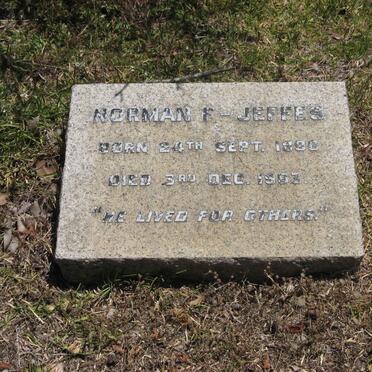 NORMAN F - JEFFES
BORN 24TH SEPT.
DIED 3RD DEC.
"HE LIVED FOR OTHERS."